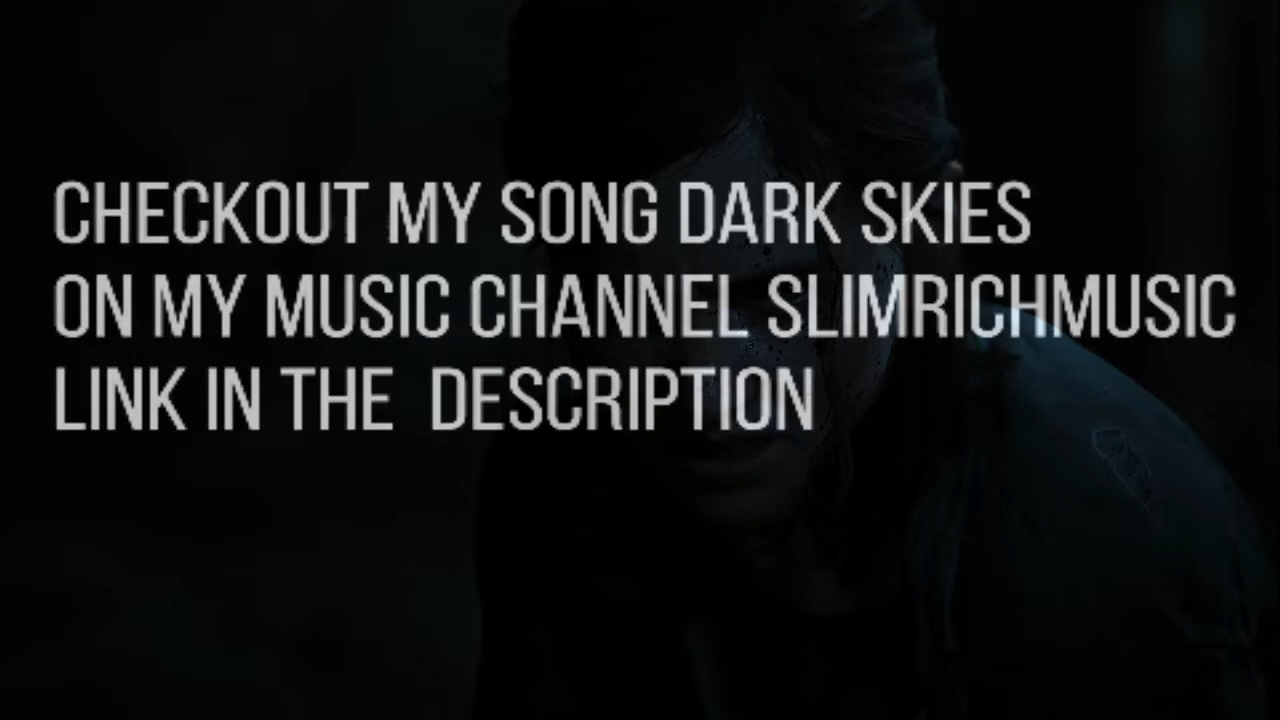 CHECKOUT MY SONG DARK SKIES
ON MY MUSIC CHANNEL SLIMRICHMUSIC
LINK IN THE DESCRIPTION